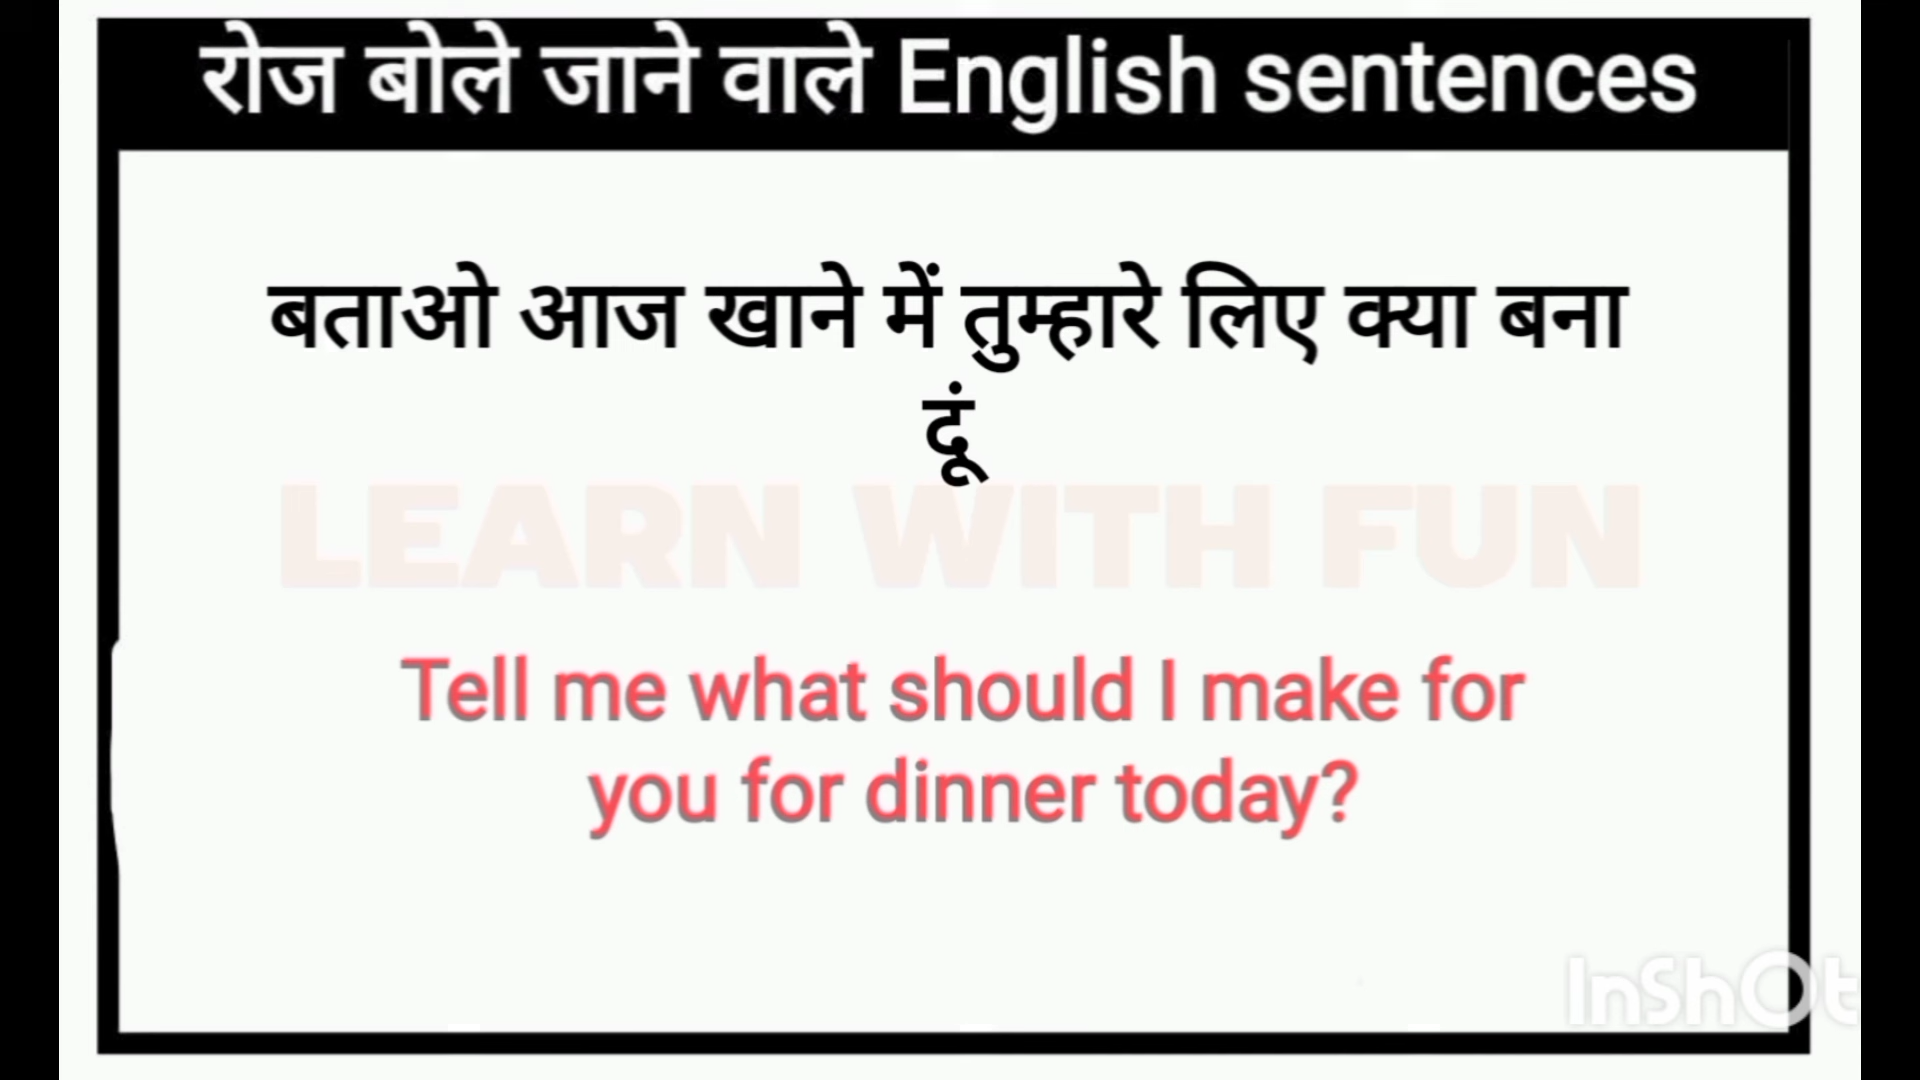 रोज बोले जाने वाले English sentences
बताओ आज खाने में तुम्हारे लिए क्या बना
दूं
LEARN WITH FUN
Tell me what should I make for
you for dinner today?
InShOt